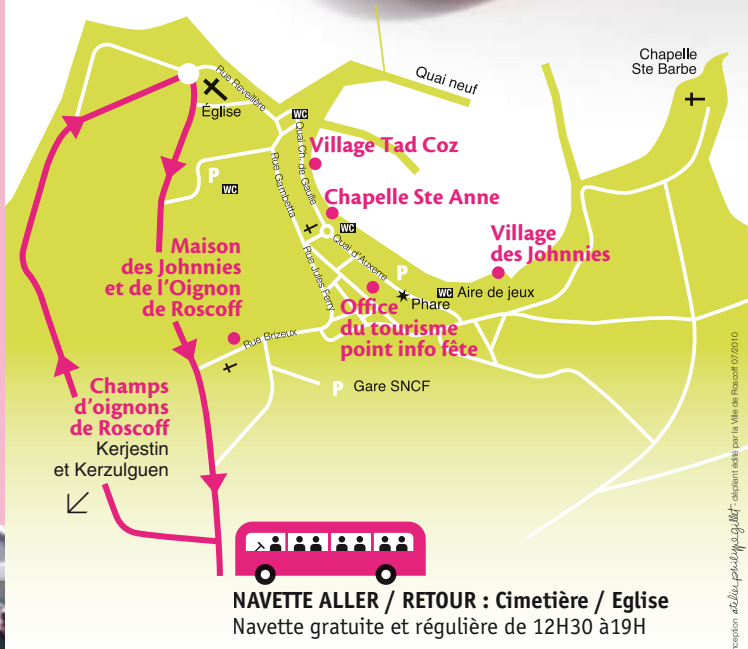 Quai neuf
Chapelle
Ste Barbe
Rue Reveillère
Église
WC
Quai Ch. de Gaulle
Village Tad Coz
P
WC
Rue Gambetta
Chapelle Ste Anne
WC
Quai d'Auxerre
Village
des Johnnies
Maison
des Johnnies
et de l'Oignon
de Roscoff
Rue Jules Ferry
P
WC Aire de jeux
Phare
Office
du tourisme
point info fête
Rue Brizeux
P Gare SNCF
Champs
d'oignons
de Roscoff
Kerjestin
et Kerzulguen
NAVETTE ALLER / RETOUR : Cimetière / Eglise
Navette gratuite et régulière de 12H30 à19H
atelier philippe gillet - dépliant édité par la Ville de Roscoff 07/2010